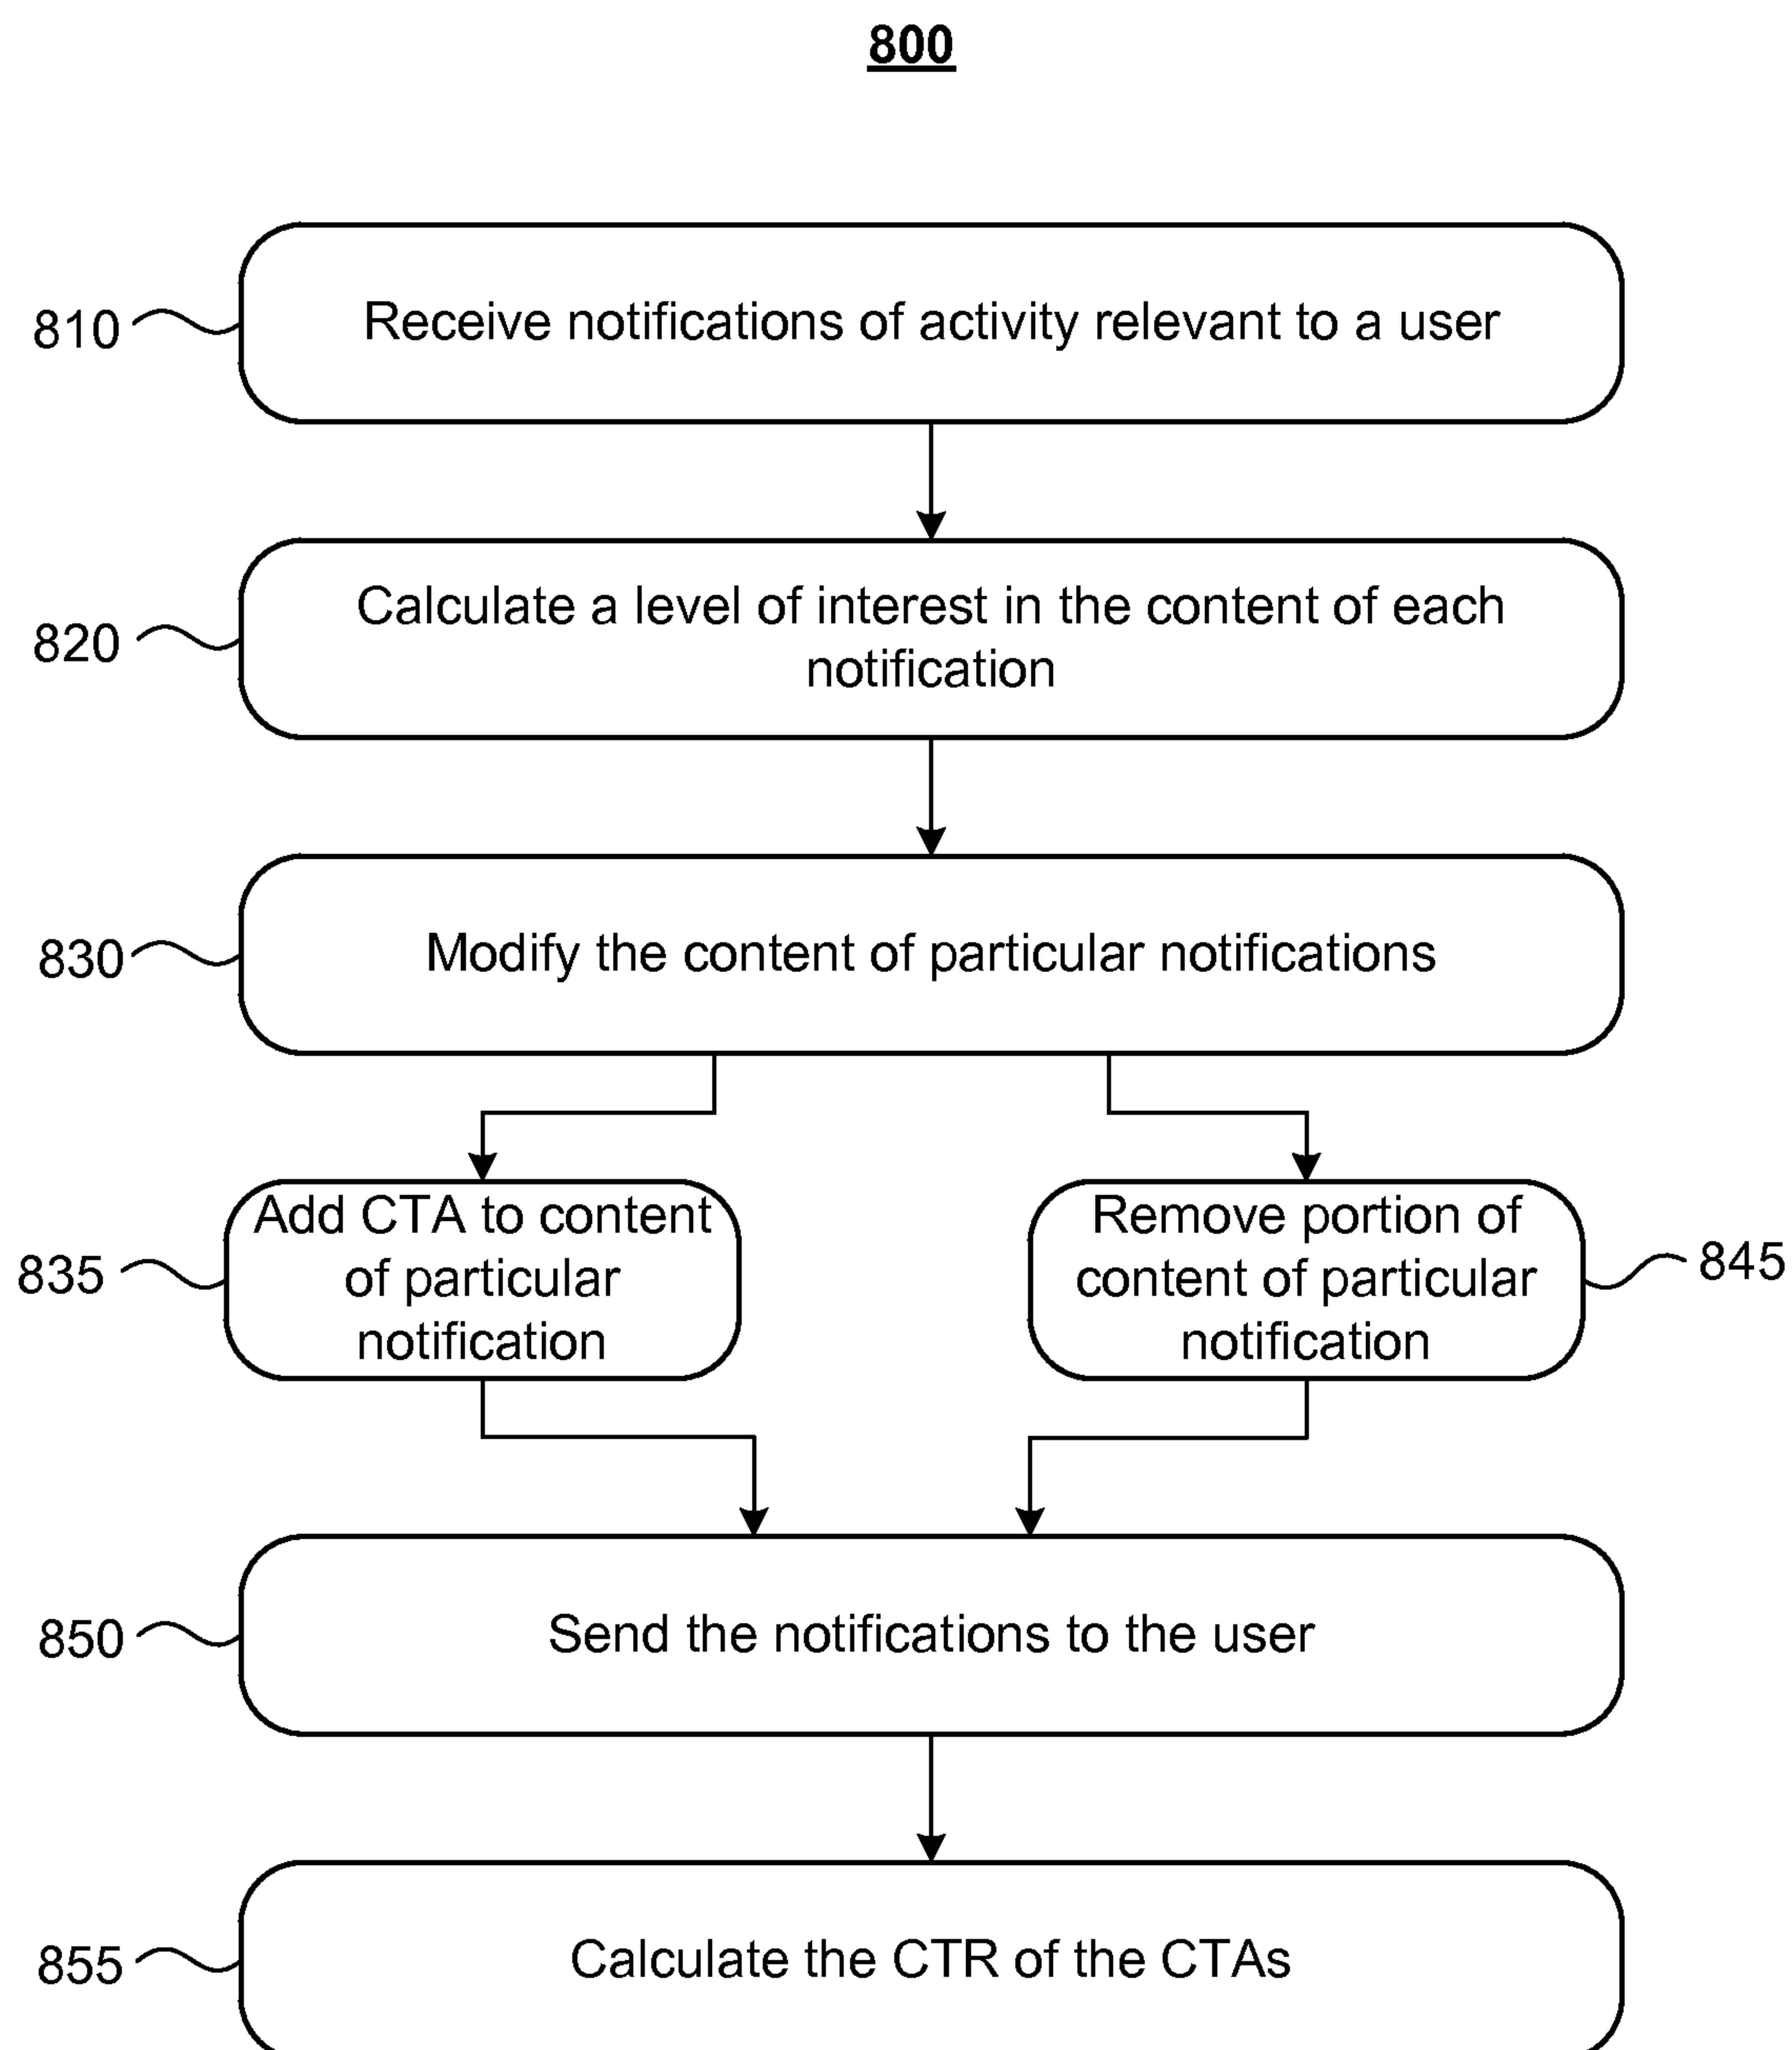 800
810
Receive notifications of activity relevant to a user
820
Calculate a level of interest in the content of each
notification
830
Modify the content of particular notifications
835
Add CTA to content
of particular
notification
Remove portion of
content of particular
notification
845
850
Send the notifications to the user
855
Calculate the CTR of the CTAs